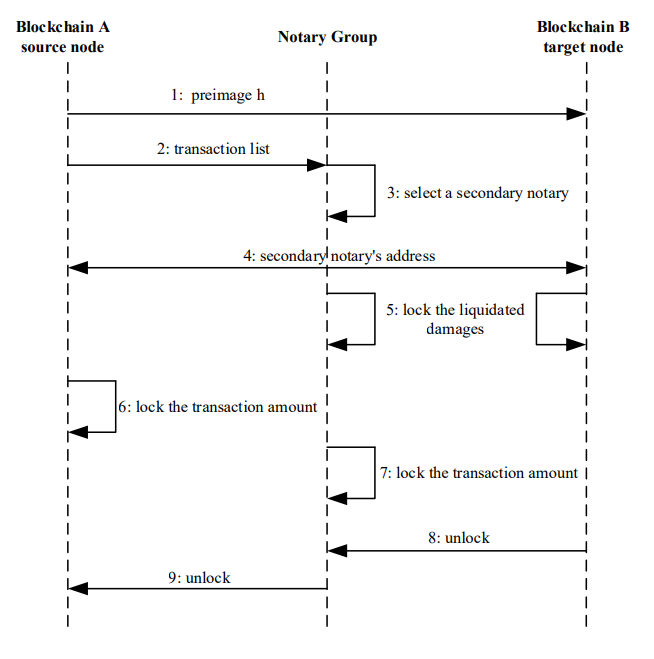 Blockchain A
source node
Notary Group
Blockchain B
target node
1: preimage h
2: transaction list
3: select a secondary notary
4: secondary notary's address
5: lock the liquidated
damages
6: lock the transaction amount
7: lock the transaction amount
8: unlock
9: unlock